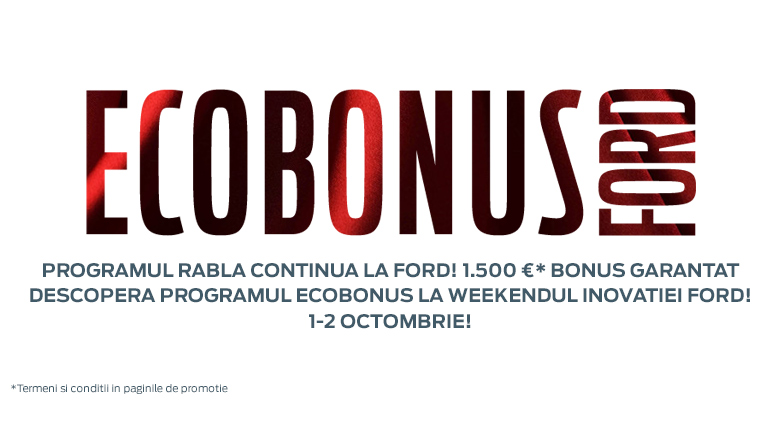 ECOBONUS FORD
PROGRAMUL RABLA CONTINUA LA FORD! 1.500 €* BONUS GARANTAT
DESCOPERA PROGRAMUL ECOBONUS LA WEEKENDUL INOVATIEI FORD!
1-2 OCTOMBRIE!
*Termeni si conditii in paginile de promotie